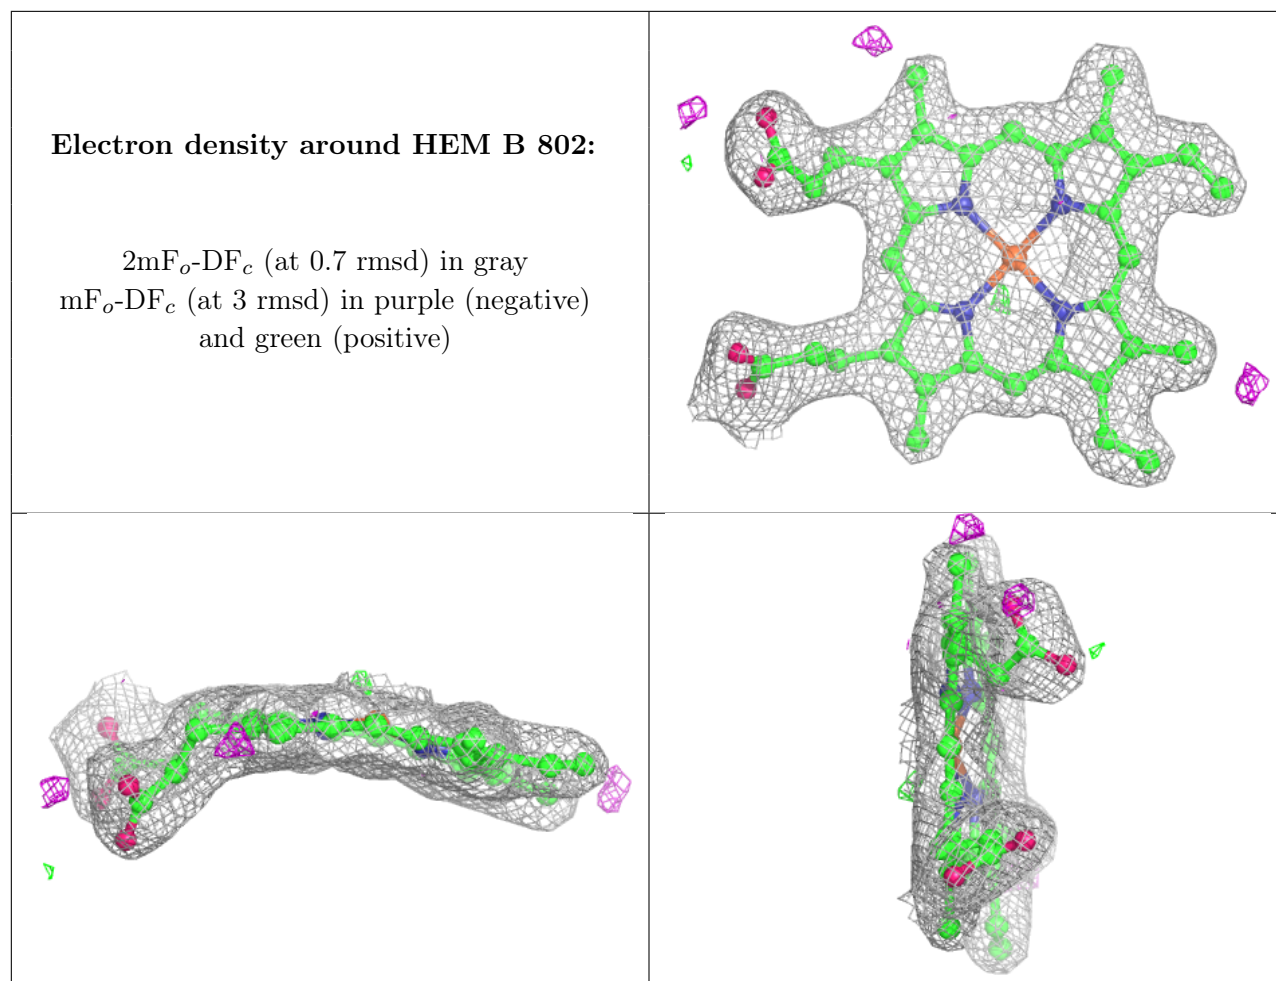 Electron density around HEM B 802:
2mFo-DFc (at 0.7 rmsd) in gray
mFo-DFc (at 3 rmsd) in purple (negative)
and green (positive)